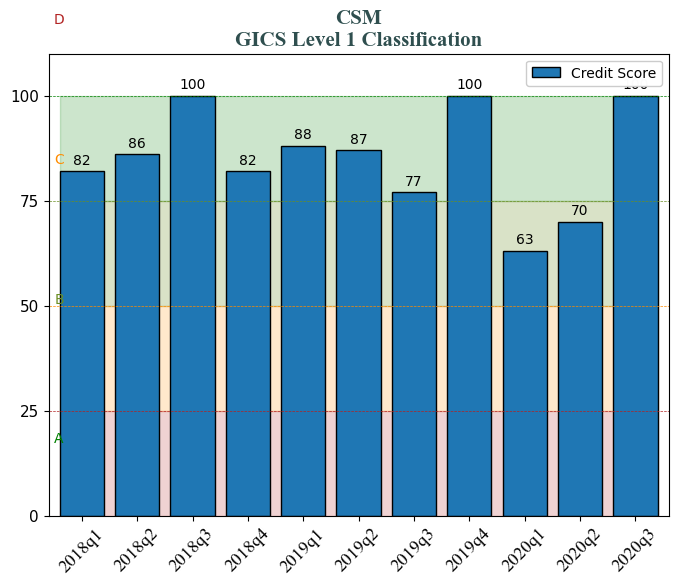 D
CSM
GICS Level 1 Classification
Credit Score
100
100
100
100
88
87
86
C
82
82
77
75
70
63
B
50
25
A
0
2018q1
2018q2
2018q3
2018q4
2019q1
2019q2
2019q3
2019q4
2020q1
2020q2
2020q3